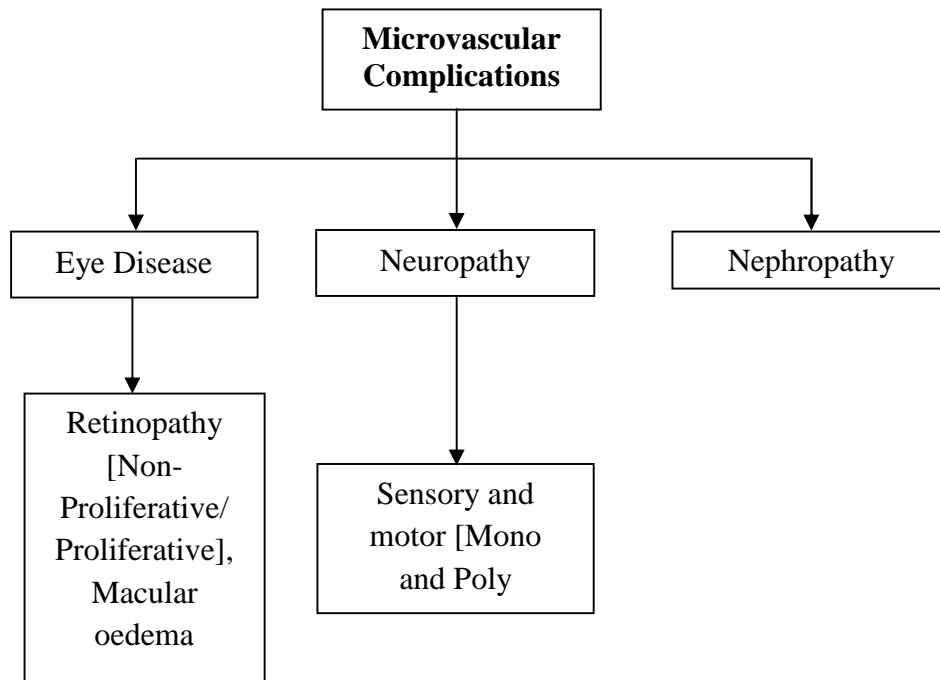 Microvascular
Complications
Eye Disease
Neuropathy
Nephropathy
Retinopathy
[Non-
Proliferative/
Proliferative],
Macular
oedema
Sensory and
motor [Mono
and Poly